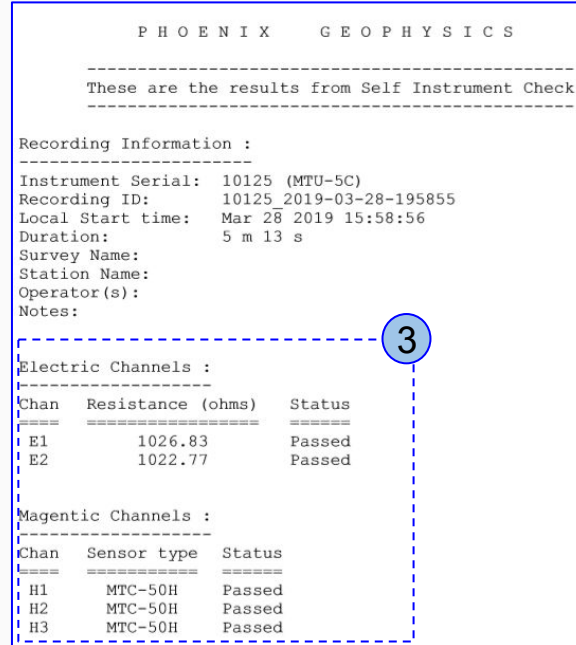 P H O E N I X G E O P H Y S I C S
--------------------------------------------------
These are the results from Self Instrument Check
--------------------------------------------------
Recording Information :
------------------------
Instrument Serial: 10125 (MTU-5C)
Recording ID: 10125_2019-03-28-195855
Local Start time: Mar 28 2019 15:58:56
Duration: 5 m 13 s
Survey Name:
Station Name:
Operator(s):
Notes:
3
Electric Channels :
-------------------
Chan Resistance (ohms) Status
==== ================= ======
E1 1026.83 Passed
E2 1022.77 Passed
Magentic Channels :
-------------------
Chan Sensor type Status
==== =========== ======
H1 MTC-50H Passed
H2 MTC-50H Passed
H3 MTC-50H Passed